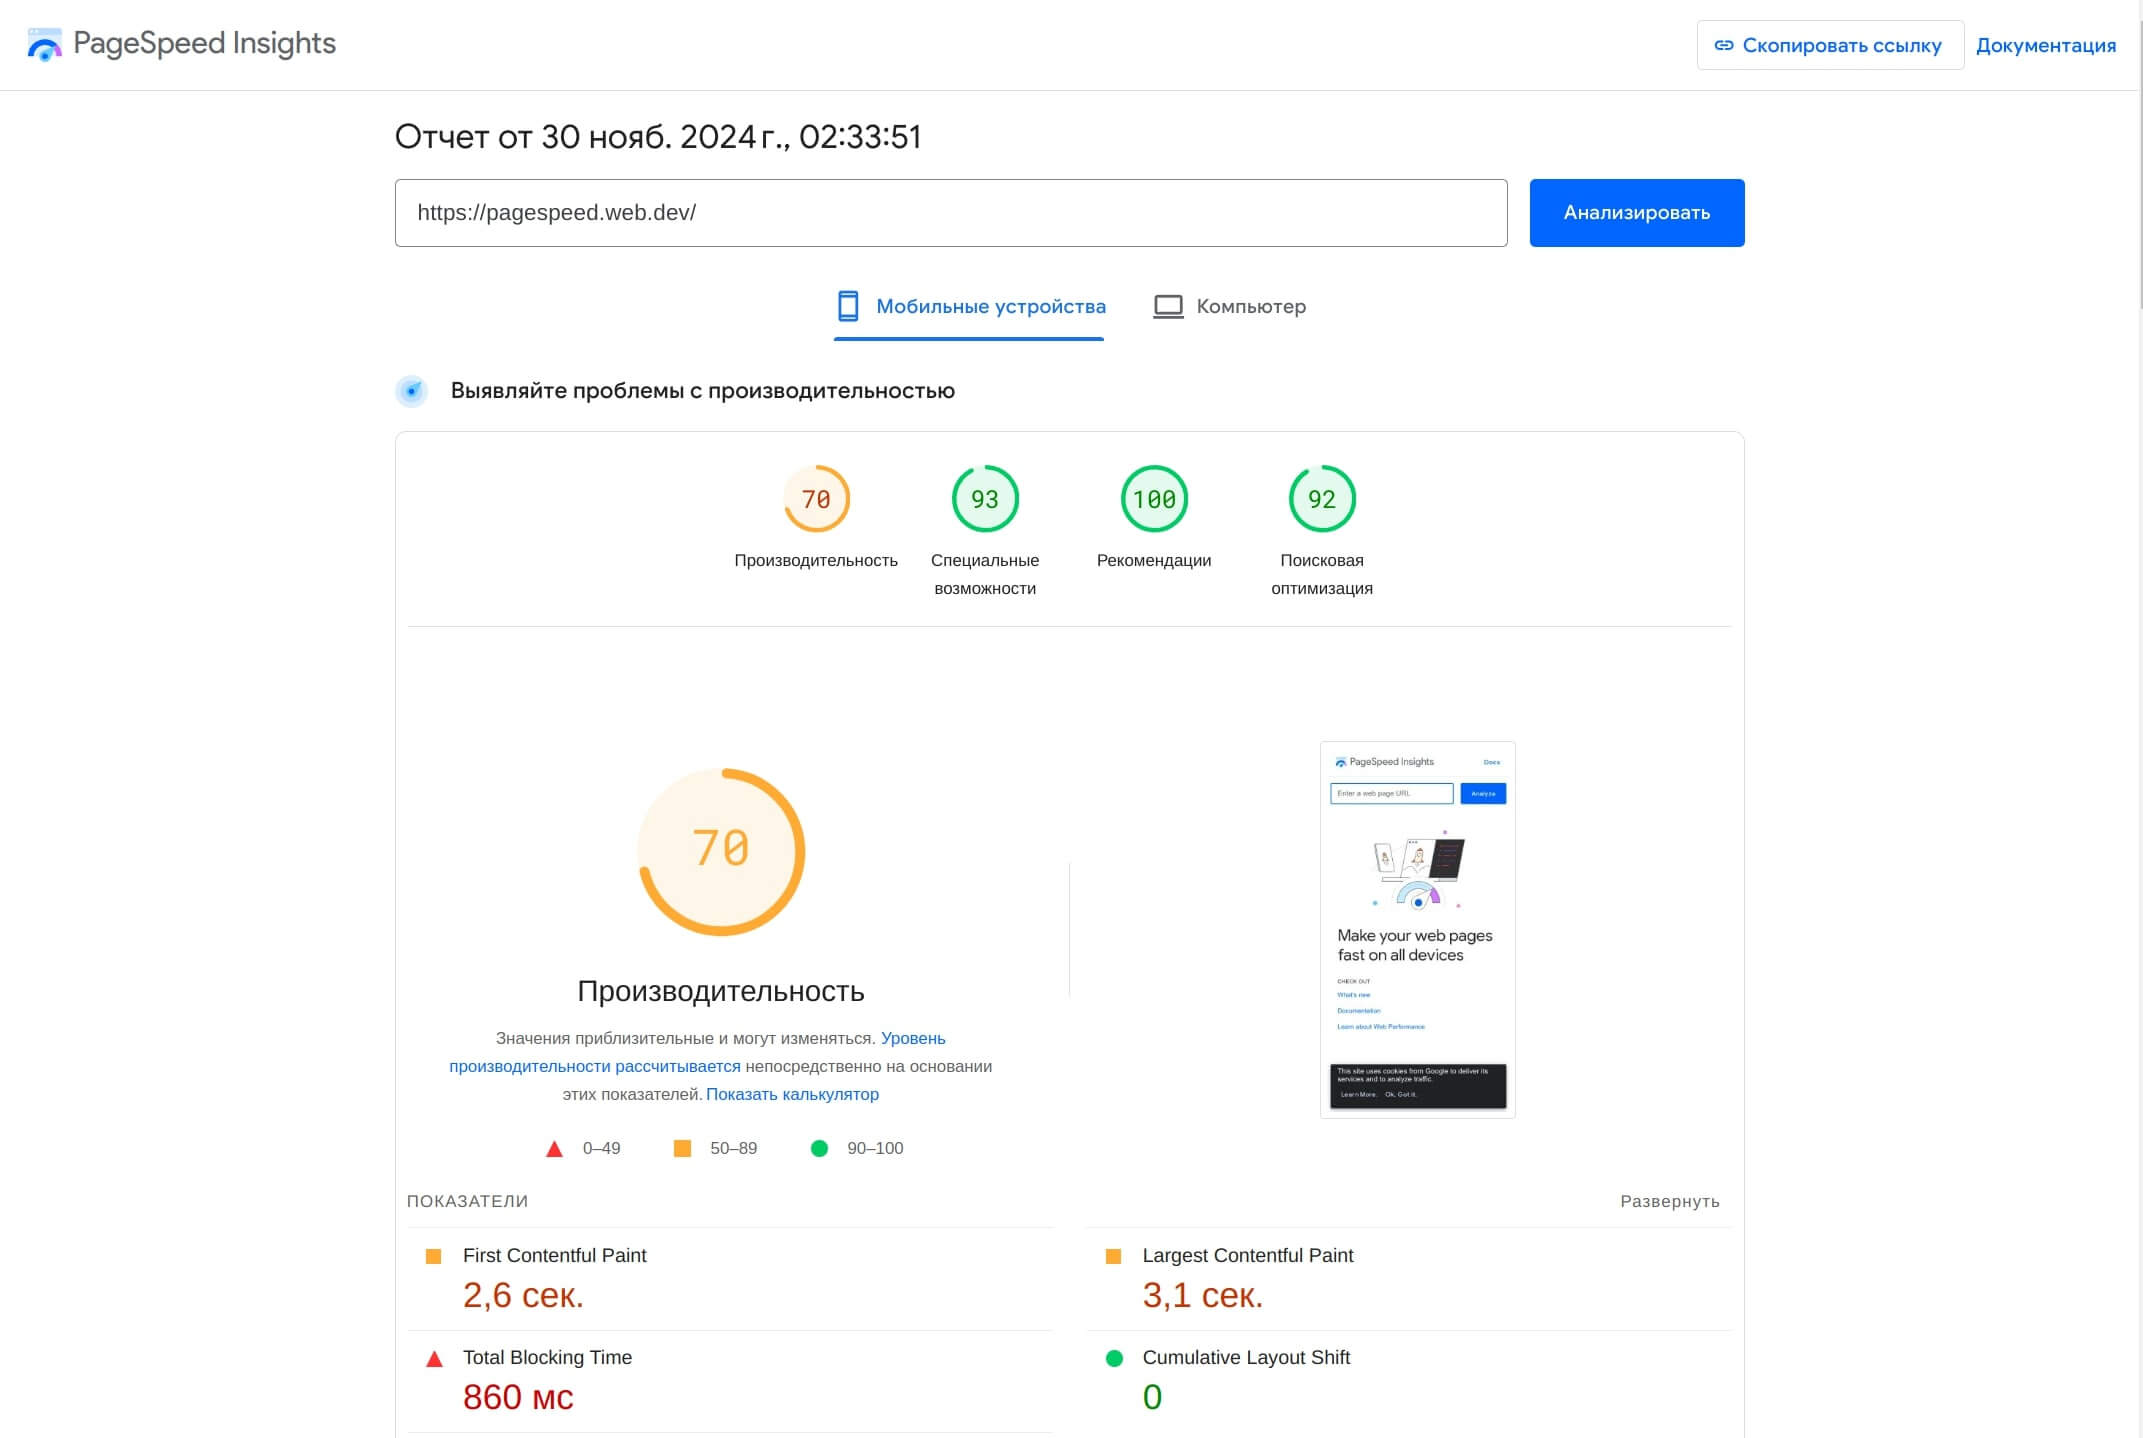 PageSpeed Insights
Скопировать ссылку
Документация
Отчет от 30 нояб. 2024 г., 02:33:51
https://pagespeed.web.dev/
Анализировать
Мобильные устройства
Компьютер
Выявляйте проблемы с производительностью
70
93
100
92
Производительность
Специальные
возможности
Рекомендации
Поисковая
оптимизация
70
Производительность
Значения приблизительные и могут изменяться. Уровень
производительности рассчитывается непосредственно на основании
этих показателей. Показать калькулятор
0–49
50–89
90–100
PageSpeed Insights
Docs
Enter a web page URL
Analyze
Make your web pages
fast on all devices
CHECK OUT
What's new
Documentation
Learn about Web Performance
This site uses cookies from Google to deliver its
services and to analyze traffic.
Learn More.
Ok, Got it.
ПОКАЗАТЕЛИ
Развернуть
First Contentful Paint
2,6 сек.
Largest Contentful Paint
3,1 сек.
Total Blocking Time
860 мс
Cumulative Layout Shift
0